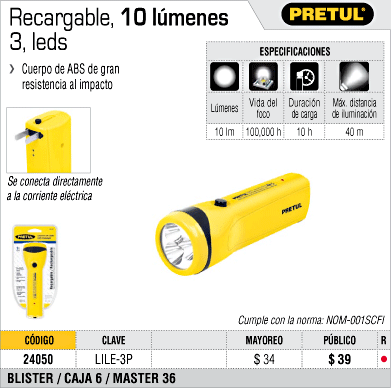 Recargable, 10 lúmenes
3, leds
PRETUL®
› Cuerpo de ABS de gran
resistencia al impacto
ESPECIFICACIONES
Lúmenes
Vida del
foco
Duración
de carga
Máx. distancia
de iluminación
10 lm
100,000 h
10 h
40 m
Se conecta directamente
a la corriente eléctrica
PRETUL
PRETUL
Cumple con la norma: NOM-001SCFI
CÓDIGO CLAVE MAYOREO PÚBLICO R
24050 LILE-3P $ 34 $ 39
BLISTER / CAJA 6 / MASTER 36